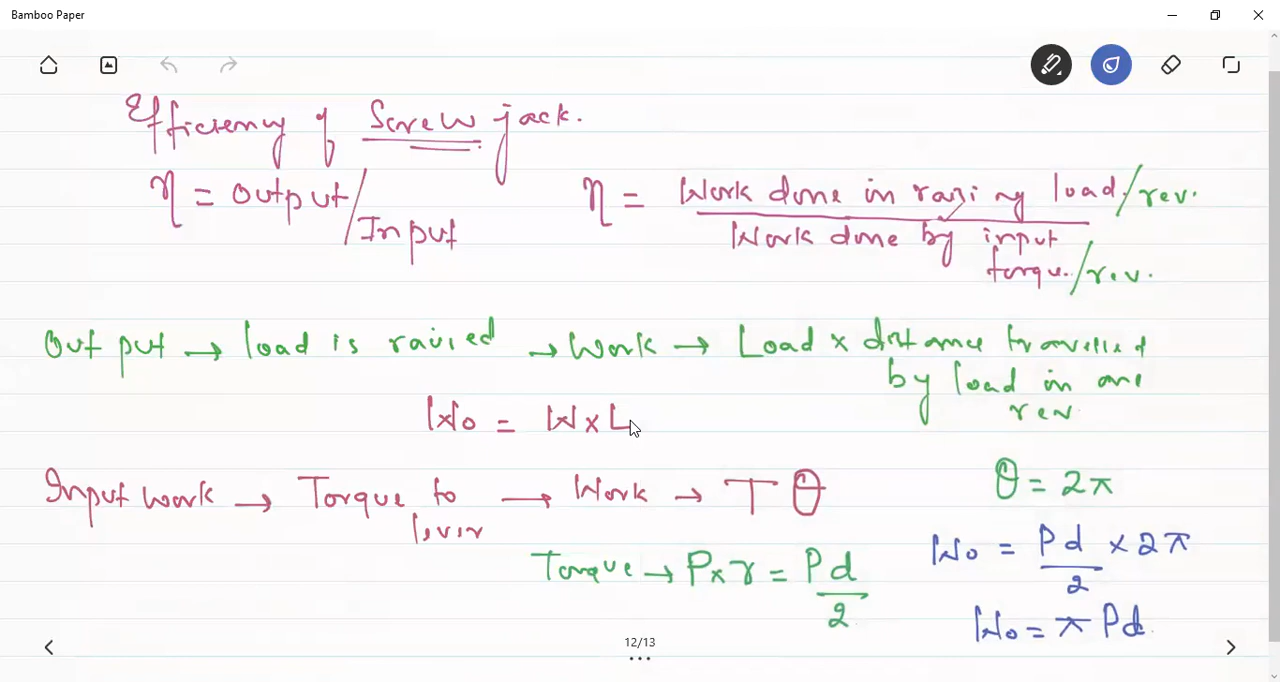 Bamboo Paper
Efficiency of Screw jack.
η = output/Input
η = Work done in raising load/rev.
Work done by input torque/rev.
Output → load is raised → Work → Load × distance travelled
by load in one
rev
Wo = W × L
Input work → Torque to lever → Work → T θ
θ = 2π
Torque → P × r = Pd/2
Wo = Pd/2 × 2π
Wo = π Pd.
12/13